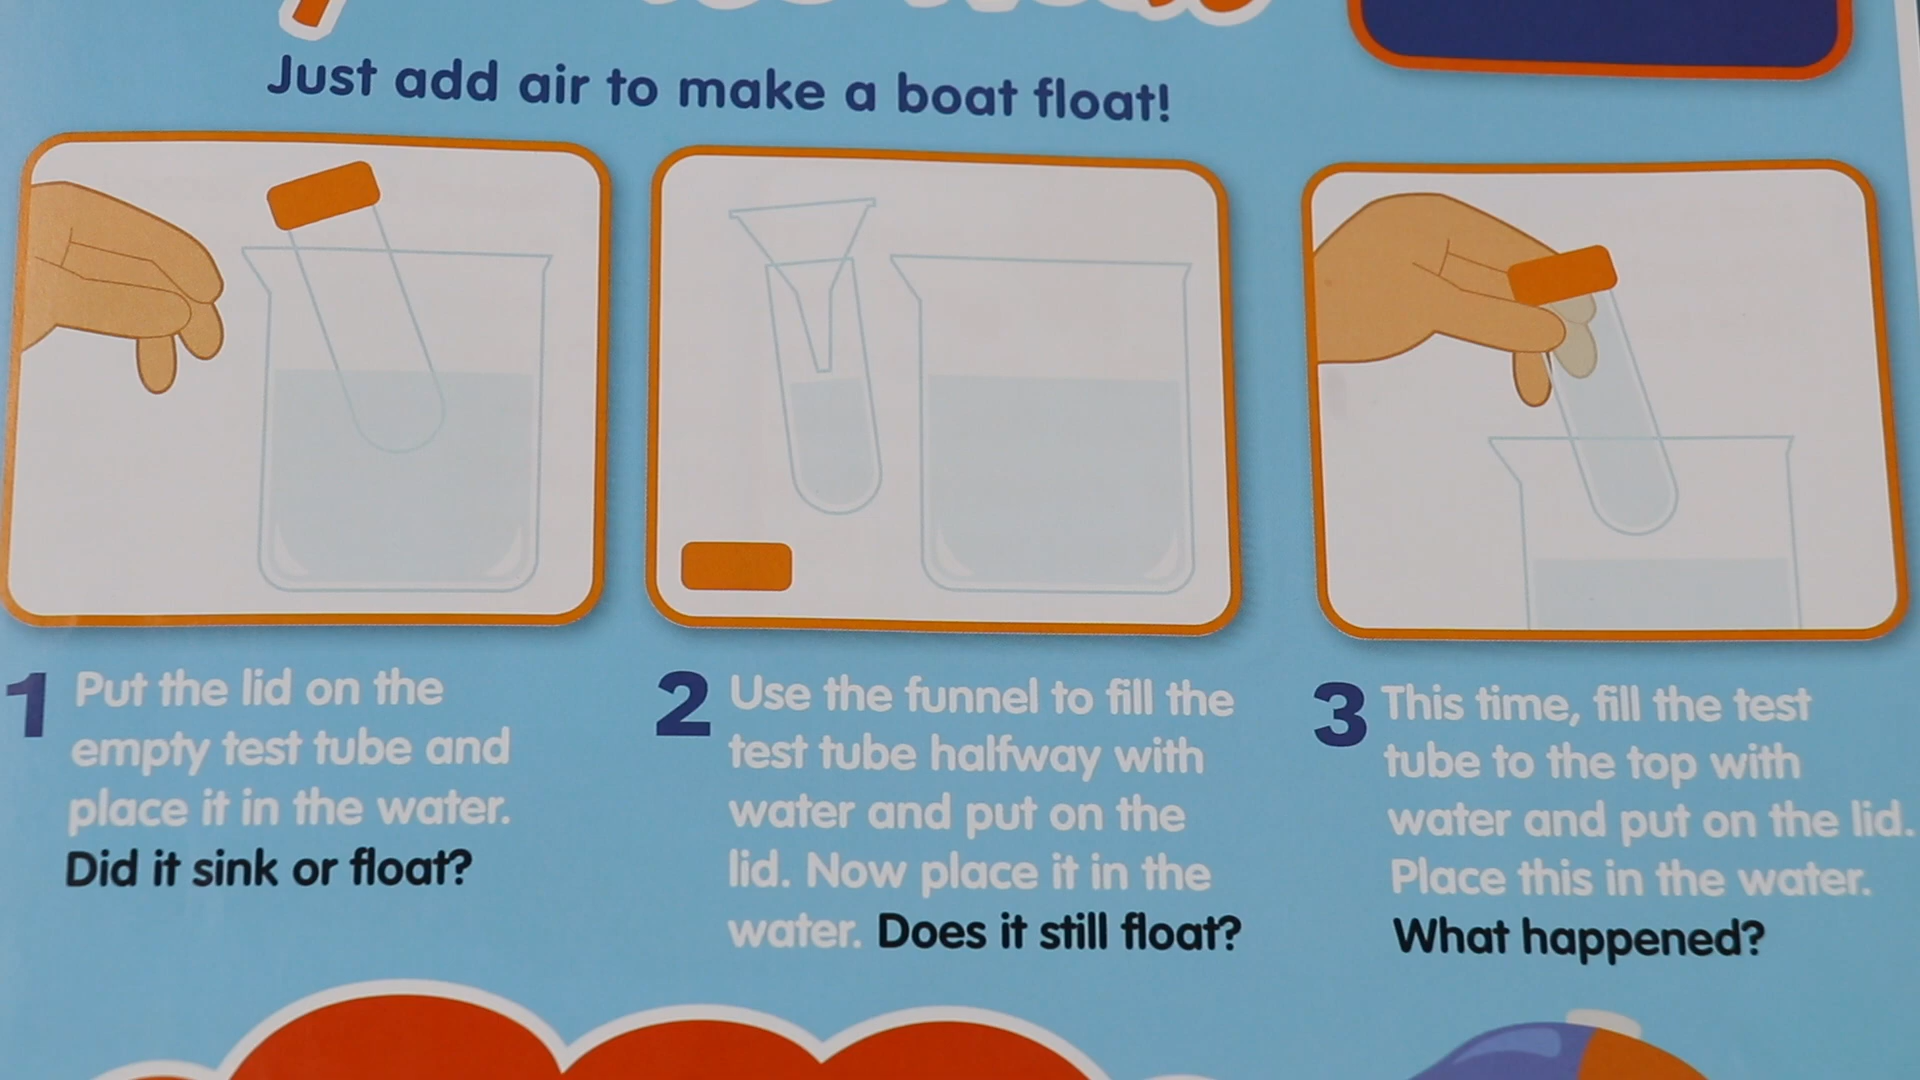 Just add air to make a boat float!
1 Put the lid on the
empty test tube and
place it in the water.
Did it sink or float?
2 Use the funnel to fill the
test tube halfway with
water and put on the
lid. Now place it in the
water. Does it still float?
3 This time, fill the test
tube to the top with
water and put on the lid.
Place this in the water.
What happened?